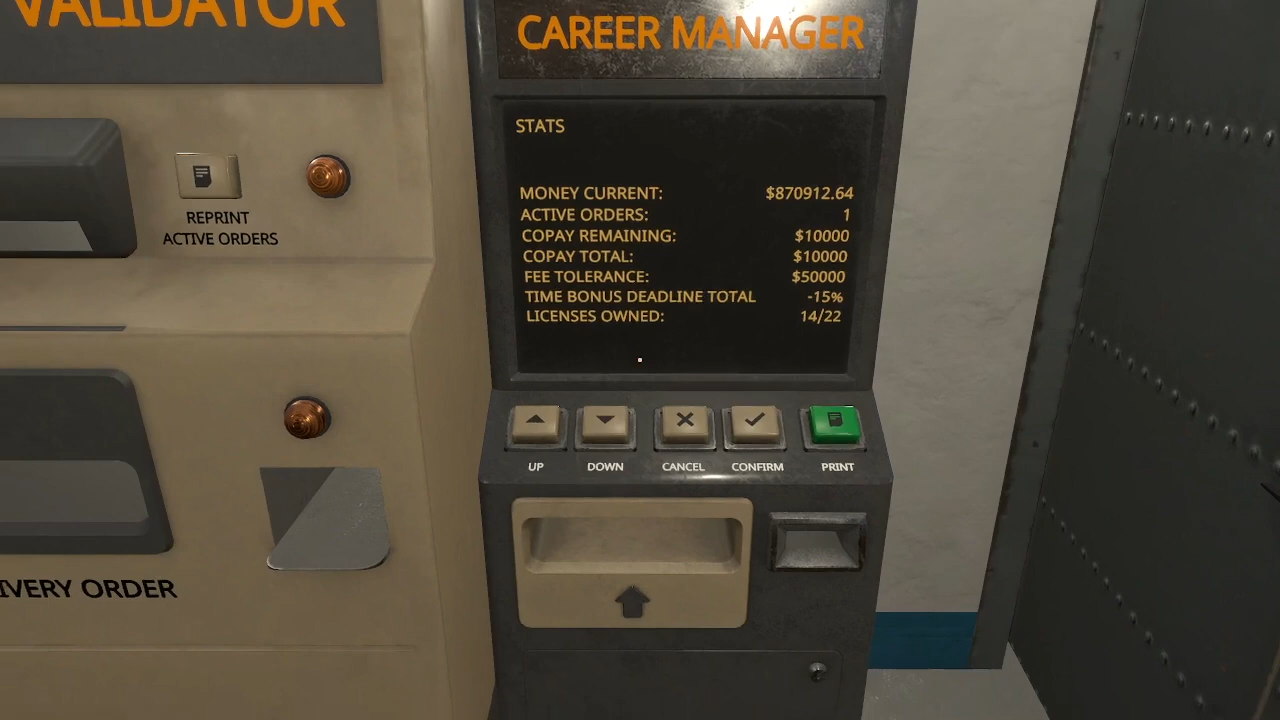 VALIDATOR
REPRINT
ACTIVE ORDERS
IVERY ORDER
CAREER MANAGER
STATS
MONEY CURRENT: $870912.64
ACTIVE ORDERS: 1
COPAY REMAINING: $10000
COPAY TOTAL: $10000
FEE TOLERANCE: $50000
TIME BONUS DEADLINE TOTAL -15%
LICENSES OWNED: 14/22
UP DOWN CANCEL CONFIRM PRINT